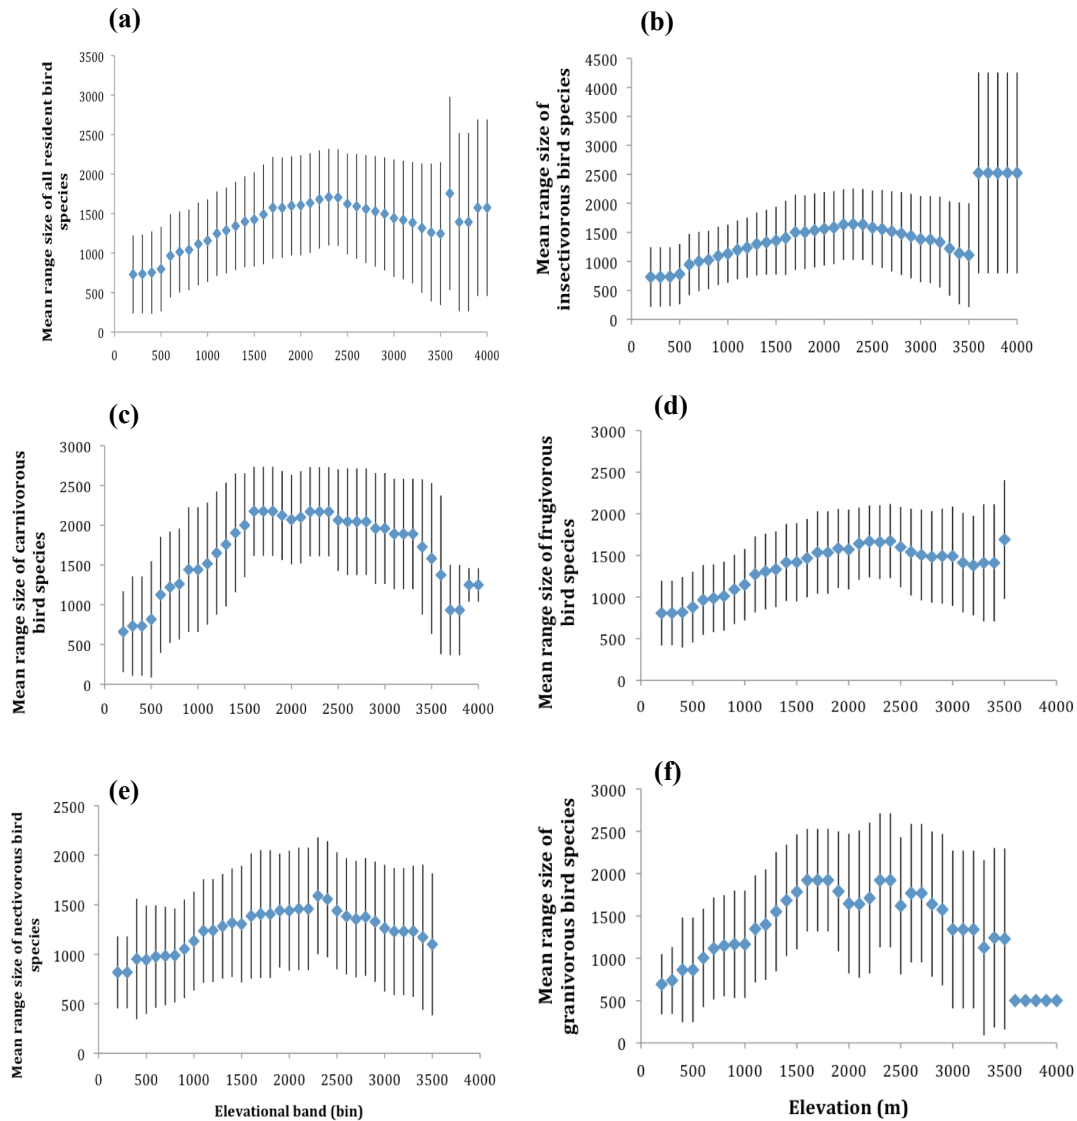 (a)
Mean range size of all resident bird
species
3500
3000
2500
2000
1500
1000
500
0
0 500 1000 1500 2000 2500 3000 3500 4000
(b)
Mean range size of
insectivorous bird species
4500
4000
3500
3000
2500
2000
1500
1000
500
0
0 500 1000 1500 2000 2500 3000 3500 4000
(c)
Mean range size of carnivorous
bird species
3000
2500
2000
1500
1000
500
0
0 500 1000 1500 2000 2500 3000 3500 4000
(d)
Mean range size of frugivorous
bird species
3000
2500
2000
1500
1000
500
0
0 500 1000 1500 2000 2500 3000 3500 4000
(e)
Mean range size of nectivorous bird
species
2500
2000
1500
1000
500
0
0 500 1000 1500 2000 2500 3000 3500 4000
Elevational band (bin)
(f)
Mean range size of
granivorous bird species
3000
2500
2000
1500
1000
500
0
0 500 1000 1500 2000 2500 3000 3500 4000
Elevation (m)